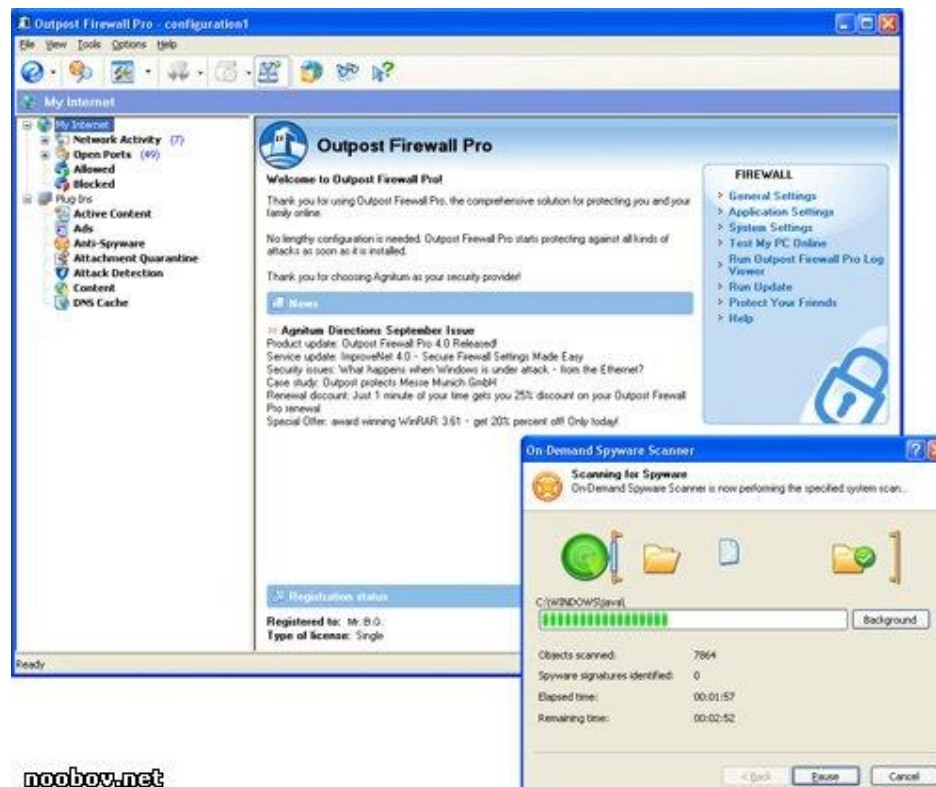 Outpost Firewall Pro - configuration1
File View Tools Options Help
My Internet
My Internet
Network Activity (7)
Open Ports (49)
Allowed
Blocked
Plug-Ins
Active Content
Ads
Anti-Spyware
Attachment Quarantine
Attack Detection
Content
DNS Cache
Outpost Firewall Pro
Welcome to Outpost Firewall Pro!
Thank you for using Outpost Firewall Pro, the comprehensive solution for protecting you and your
family online.
No lengthy configuration is needed. Outpost Firewall Pro starts protecting against all kinds of
attacks as soon as it is installed.
Thank you for choosing Agnitum as your security provider!
News
>> Agnitum Directions September Issue
Product update: Outpost Firewall Pro 4.0 Released!
Service update: ImproveNet 4.0 - Secure Firewall Settings Made Easy
Security issues: What happens when Windows is under attack - from the Ethernet?
Case study: Outpost protects Messe Munich GmbH
Renewal discount: Just 1 minute of your time gets you 25% discount on your Outpost Firewall
Pro renewal
Special Offer: award winning WinRAR 3.61 - get 20% percent off! Only today!
FIREWALL
General Settings
Application Settings
System Settings
Test My PC Online
Run Outpost Firewall Pro Log
Viewer
Run Update
Protect Your Friends
Help
Registration status
Registered to: Mr. B.O.
Type of license: Single
Ready
On-Demand Spyware Scanner
Scanning for Spyware
On-Demand Spyware Scanner is now performing the specified system scan...
C:\WINDOWS\java\
Background
Objects scanned: 7864
Spyware signatures identified: 0
Elapsed time: 00:01:57
Remaining time: 00:02:52
< Back Pause Cancel
noobov.net